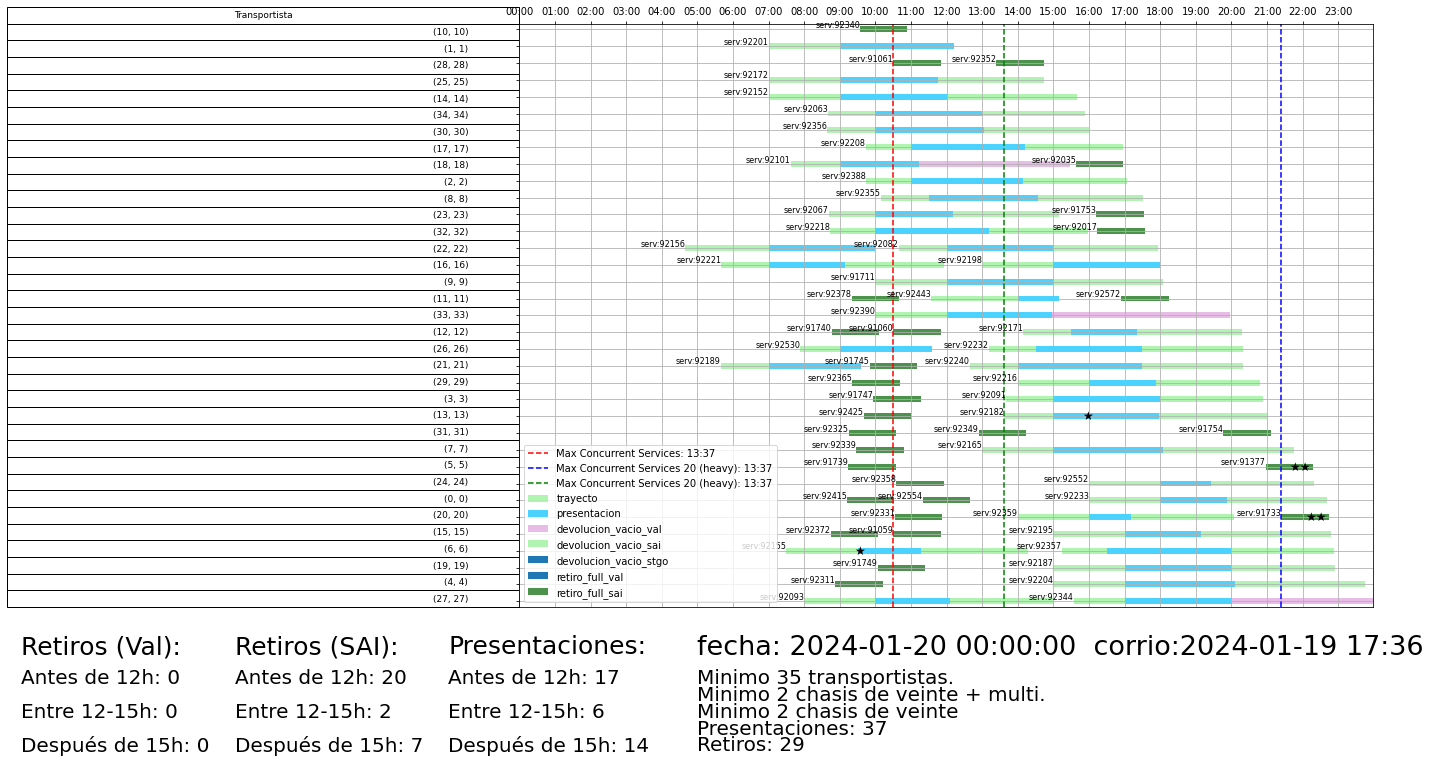 Transportista
00:00 01:00 02:00 03:00 04:00 05:00 06:00 07:00 08:00 09:00 10:00 11:00 12:00 13:00 14:00 15:00 16:00 17:00 18:00 19:00 20:00 21:00 22:00 23:00
(10, 10) serv:92340
(1, 1) serv:92201
(28, 28) serv:91061 serv:92352
(25, 25) serv:92172
(14, 14) serv:92152
(34, 34) serv:92063
(30, 30) serv:92356
(17, 17) serv:92208
(18, 18) serv:92101 serv:92035
(2, 2) serv:92388
(8, 8) serv:92355
(23, 23) serv:92067 serv:91753
(32, 32) serv:92218 serv:92017
(22, 22) serv:92156 serv:92082
(16, 16) serv:92221 serv:92198
(9, 9) serv:91711
(11, 11) serv:92378 serv:92443 serv:92572
(33, 33) serv:92390
(12, 12) serv:91740 serv:91060 serv:92171
(26, 26) serv:92530 serv:92232
(21, 21) serv:92189 serv:91745 serv:92240
(29, 29) serv:92365 serv:92216
(3, 3) serv:91747 serv:92091
(13, 13) serv:92425 serv:92182
(31, 31) serv:92325 serv:92349 serv:91754
(7, 7) serv:92339 serv:92165
(5, 5) serv:91739 serv:91377
(24, 24) serv:92358 serv:92552
(0, 0) serv:92415 serv:92554 serv:92233
(20, 20) serv:92331 serv:92359 serv:91733
(15, 15) serv:92372 serv:91059 serv:92195
(6, 6) serv:92155 serv:92357
(19, 19) serv:91749 serv:92187
(4, 4) serv:92311 serv:92204
(27, 27) serv:92093 serv:92344
Max Concurrent Services: 13:37
Max Concurrent Services 20 (heavy): 13:37
Max Concurrent Services 20 (heavy): 13:37
trayecto
presentacion
devolucion_vacio_val
devolucion_vacio_sai
devolucion_vacio_stgo
retiro_full_val
retiro_full_sai
Retiros (Val):
Antes de 12h: 0
Entre 12-15h: 0
Después de 15h: 0
Retiros (SAI):
Antes de 12h: 20
Entre 12-15h: 2
Después de 15h: 7
Presentaciones:
Antes de 12h: 17
Entre 12-15h: 6
Después de 15h: 14
fecha: 2024-01-20 00:00:00 corrio:2024-01-19 17:36
Minimo 35 transportistas.
Minimo 2 chasis de veinte + multi.
Minimo 2 chasis de veinte
Presentaciones: 37
Retiros: 29